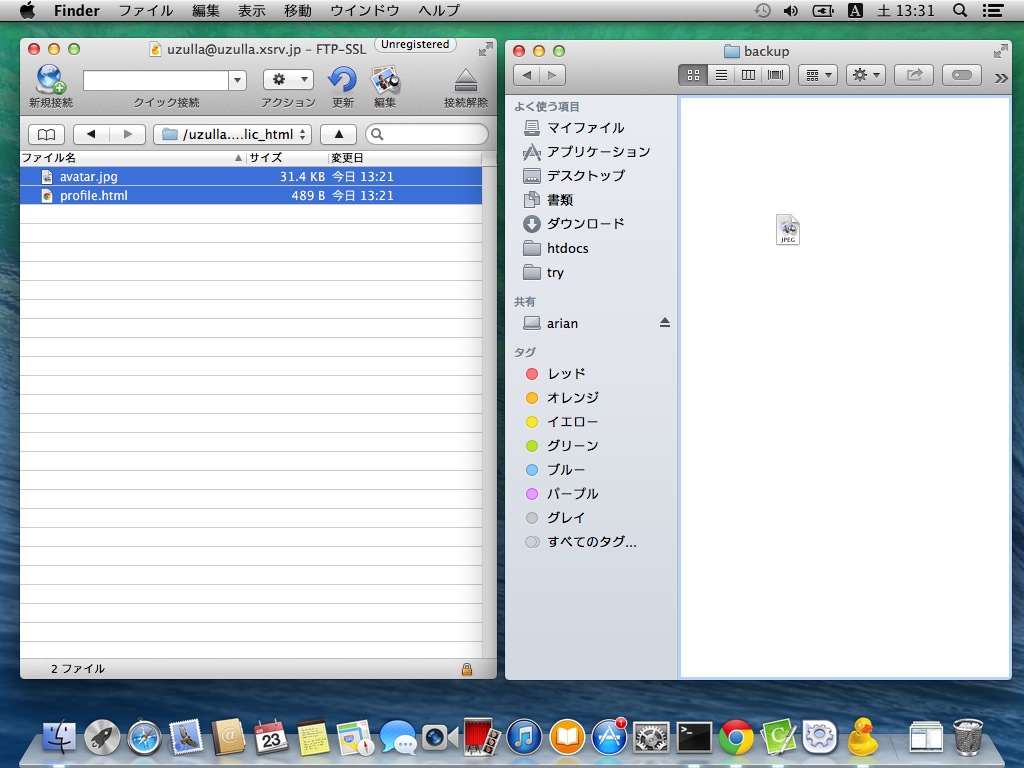 Finder ファイル 編集 表示 移動 ウインドウ ヘルプ A 土 13:31
uzulla@uzulla.xsrv.jp – FTP-SSL Unregistered
新規接続 クイック接続 アクション 更新 編集 接続解除
/uzulla....lic_html
ファイル名 サイズ 変更日
avatar.jpg 31.4 KB 今日 13:21
profile.html 489 B 今日 13:21
2 ファイル
backup
よく使う項目
マイファイル
アプリケーション
デスクトップ
書類
ダウンロード
htdocs
try
共有
arian
タグ
レッド
オレンジ
イエロー
グリーン
ブルー
パープル
グレイ
すべてのタグ...
JPEG
23
1